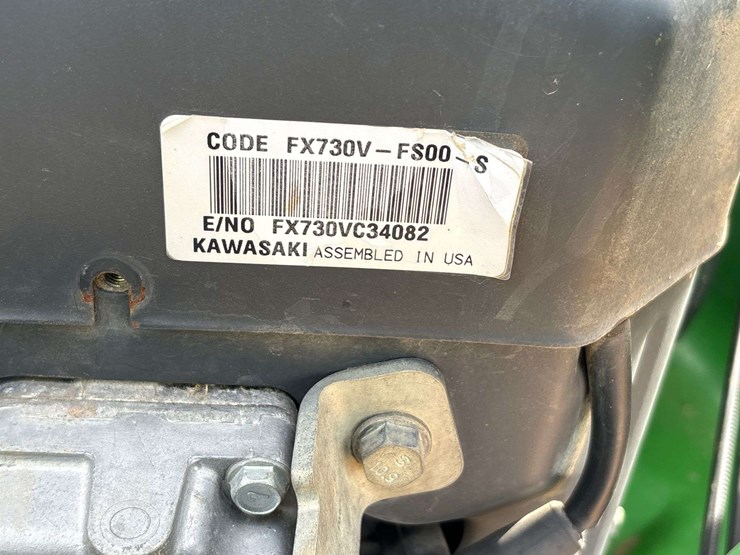 CODE FX730V-FS00-S
E/NO FX730VC34082
KAWASAKI ASSEMBLED IN USA